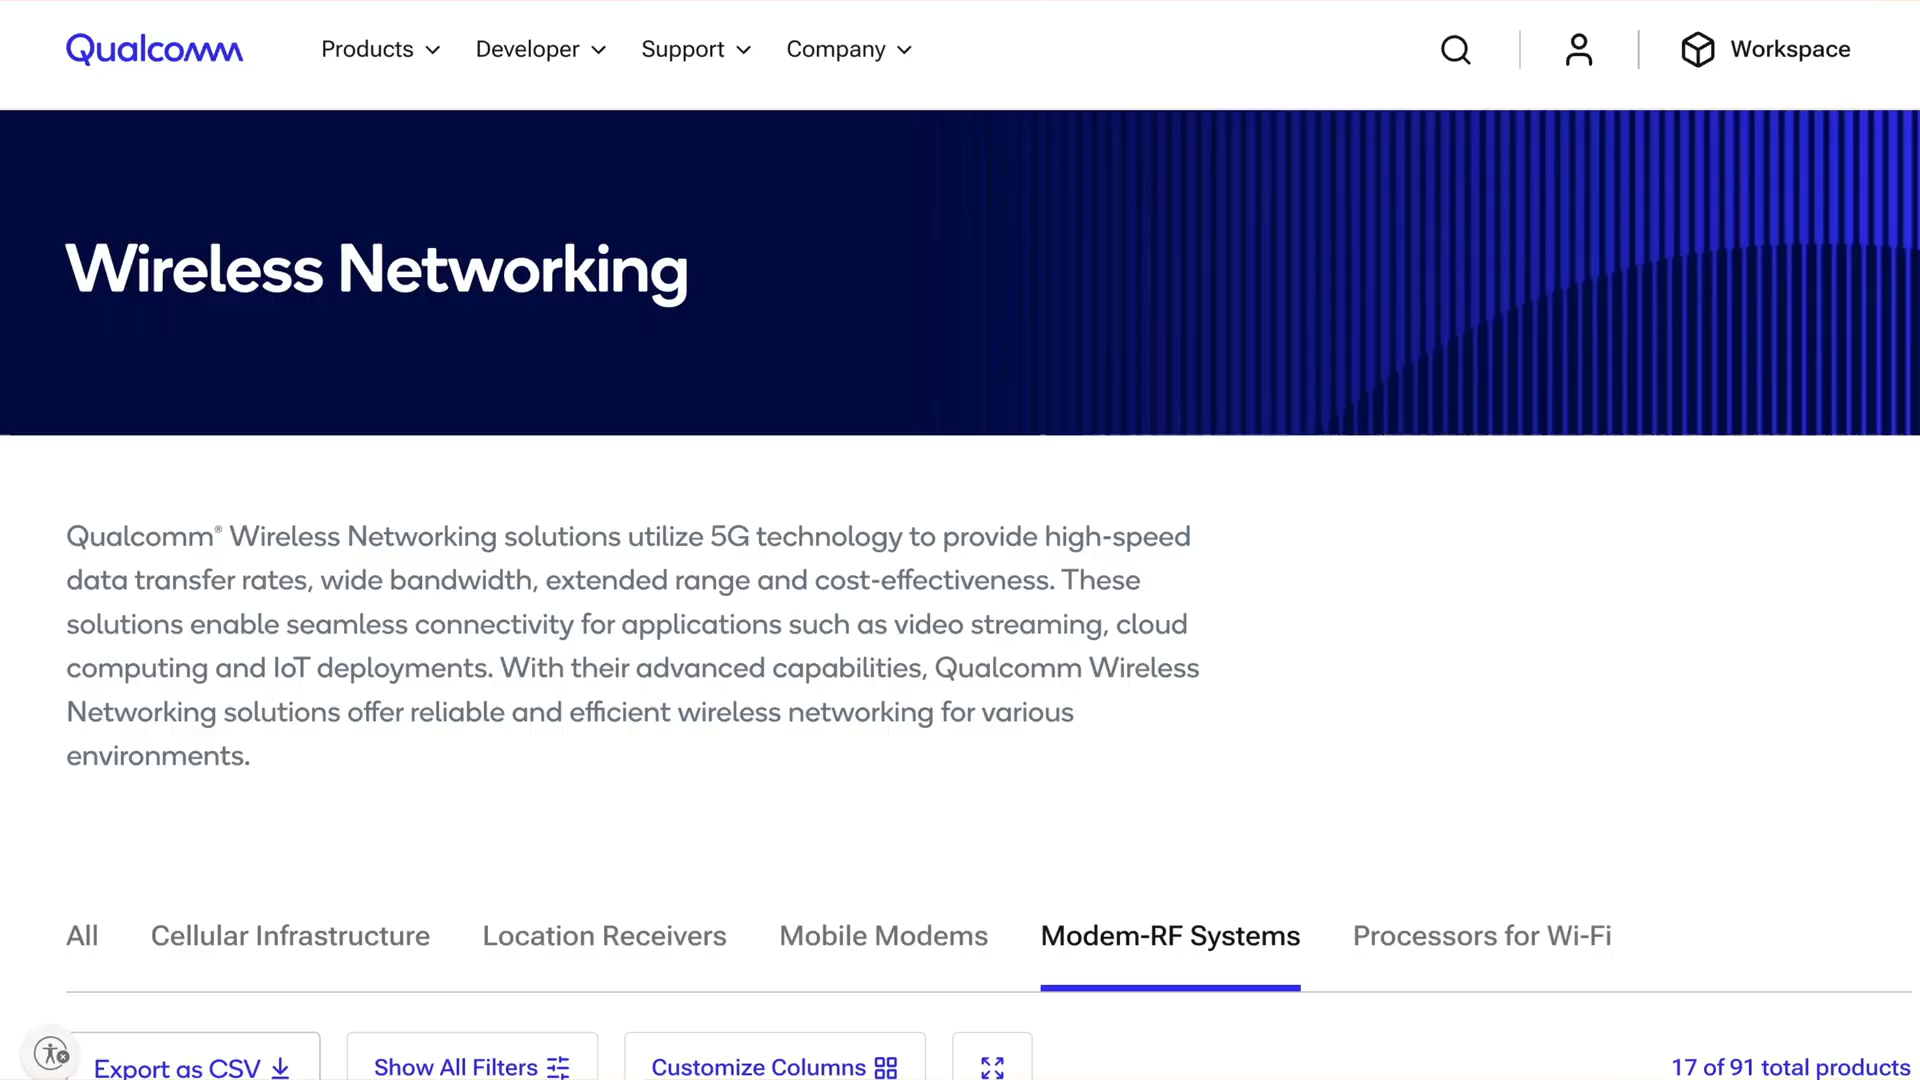 Qualcomm
Products
Developer
Support
Company
Workspace
Wireless Networking
Qualcomm® Wireless Networking solutions utilize 5G technology to provide high-speed
data transfer rates, wide bandwidth, extended range and cost-effectiveness. These
solutions enable seamless connectivity for applications such as video streaming, cloud
computing and IoT deployments. With their advanced capabilities, Qualcomm Wireless
Networking solutions offer reliable and efficient wireless networking for various
environments.
All
Cellular Infrastructure
Location Receivers
Mobile Modems
Modem-RF Systems
Processors for Wi-Fi
Export as CSV
Show All Filters
Customize Columns
17 of 91 total products